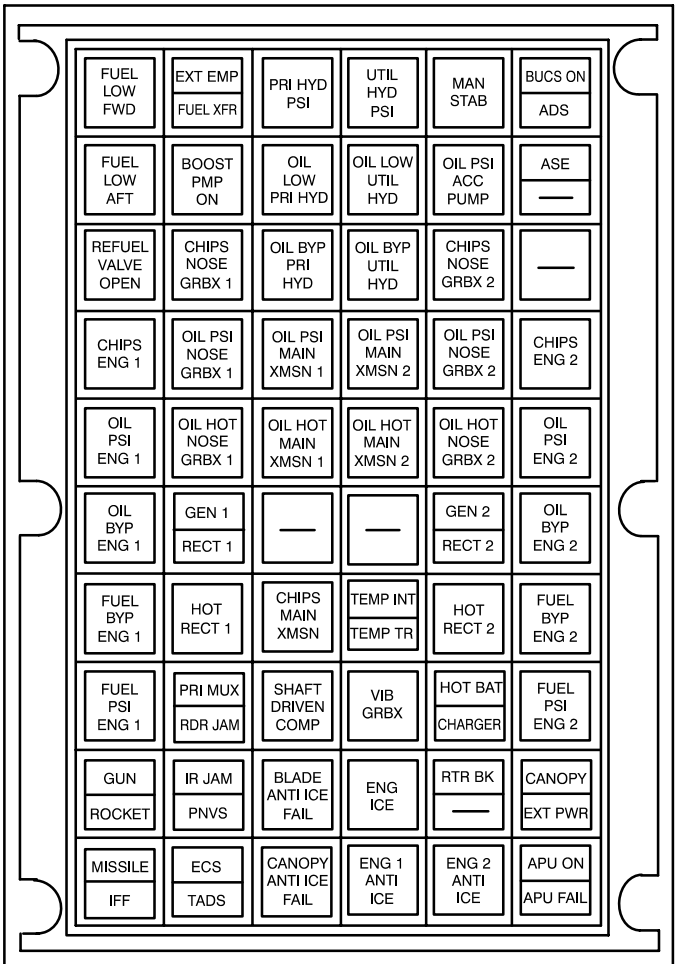 FUEL
LOW
FWD
EXT EMP
FUEL XFR
PRI HYD
PSI
UTIL
HYD
PSI
MAN
STAB
BUCS ON
ADS
FUEL
LOW
AFT
BOOST
PMP
ON
OIL
LOW
PRI HYD
OIL LOW
UTIL
HYD
OIL PSI
ACC
PUMP
ASE
—
REFUEL
VALVE
OPEN
CHIPS
NOSE
GRBX 1
OIL BYP
PRI
HYD
OIL BYP
UTIL
HYD
CHIPS
NOSE
GRBX 2
—
CHIPS
ENG 1
OIL PSI
NOSE
GRBX 1
OIL PSI
MAIN
XMSN 1
OIL PSI
MAIN
XMSN 2
OIL PSI
NOSE
GRBX 2
CHIPS
ENG 2
OIL
PSI
ENG 1
OIL HOT
NOSE
GRBX 1
OIL HOT
MAIN
XMSN 1
OIL HOT
MAIN
XMSN 2
OIL HOT
NOSE
GRBX 2
OIL
PSI
ENG 2
OIL
BYP
ENG 1
GEN 1
RECT 1
—
—
GEN 2
RECT 2
OIL
BYP
ENG 2
FUEL
BYP
ENG 1
HOT
RECT 1
CHIPS
MAIN
XMSN
TEMP INT
TEMP TR
HOT
RECT 2
FUEL
BYP
ENG 2
FUEL
PSI
ENG 1
PRI MUX
RDR JAM
SHAFT
DRIVEN
COMP
VIB
GRBX
HOT BAT
CHARGER
FUEL
PSI
ENG 2
GUN
ROCKET
IR JAM
PNVS
BLADE
ANTI ICE
FAIL
ENG
ICE
RTR BK
—
CANOPY
EXT PWR
MISSILE
IFF
ECS
TADS
CANOPY
ANTI ICE
FAIL
ENG 1
ANTI
ICE
ENG 2
ANTI
ICE
APU ON
APU FAIL